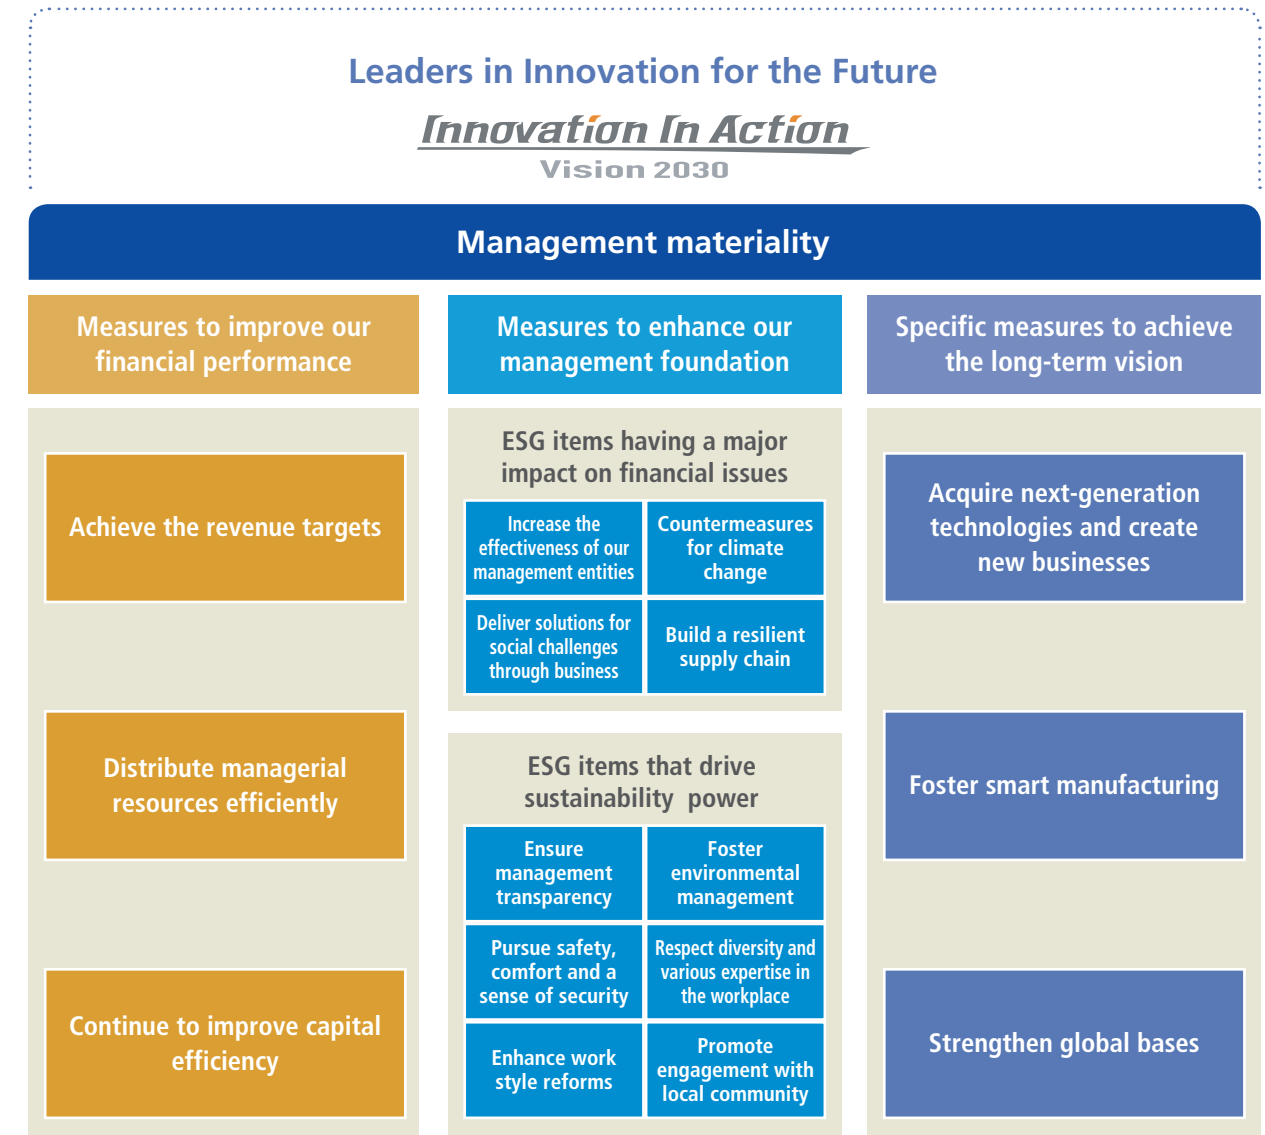 Leaders in Innovation for the Future
Innovation In Action
Vision 2030
Management materiality
Measures to improve our
financial performance
Achieve the revenue targets
Distribute managerial
resources efficiently
Continue to improve capital
efficiency
Measures to enhance our
management foundation
ESG items having a major
impact on financial issues
Increase the
effectiveness of our
management entities
Countermeasures
for climate
change
Deliver solutions for
social challenges
through business
Build a resilient
supply chain
ESG items that drive
sustainability power
Ensure
management
transparency
Foster
environmental
management
Pursue safety,
comfort and a
sense of security
Respect diversity and
various expertise in
the workplace
Enhance work
style reforms
Promote
engagement with
local community
Specific measures to achieve
the long-term vision
Acquire next-generation
technologies and create
new businesses
Foster smart manufacturing
Strengthen global bases